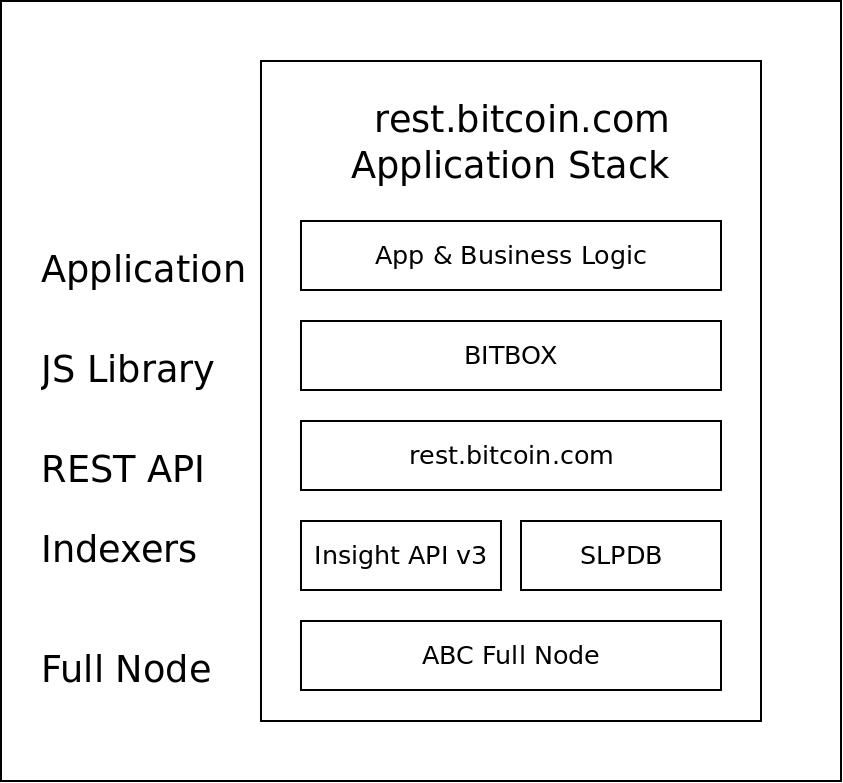 rest.bitcoin.com
Application Stack
Application
App & Business Logic
JS Library
BITBOX
REST API
rest.bitcoin.com
Indexers
Insight API v3
SLPDB
Full Node
ABC Full Node